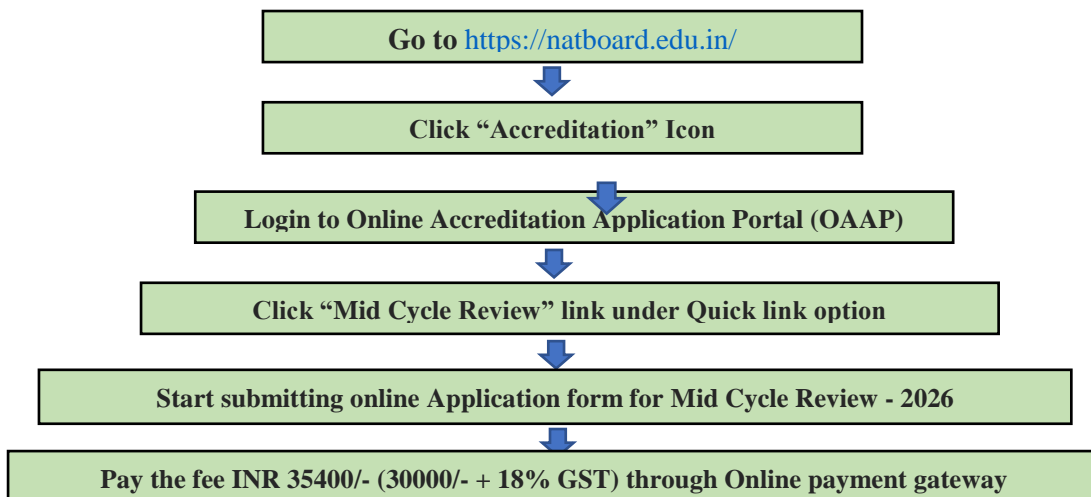 Go to https://natboard.edu.in/
Click “Accreditation” Icon
Login to Online Accreditation Application Portal (OAAP)
Click “Mid Cycle Review” link under Quick link option
Start submitting online Application form for Mid Cycle Review - 2026
Pay the fee INR 35400/- (30000/- + 18% GST) through Online payment gateway